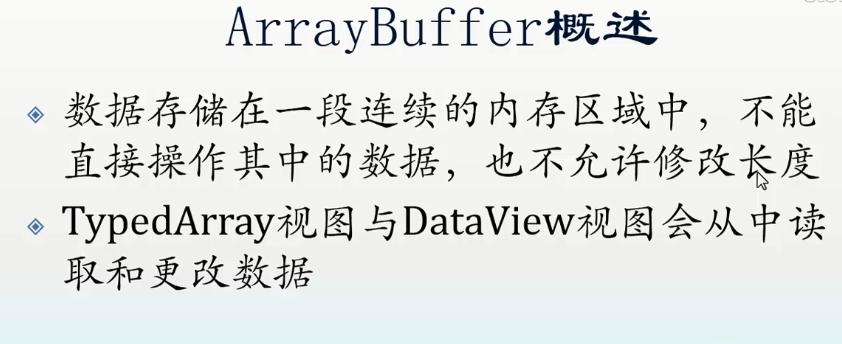 ArrayBuffer概述
数据存储在一段连续的内存区域中，不能
直接操作其中的数据，也不允许修改长度
TypedArray视图与DataView视图会从中读
取和更改数据